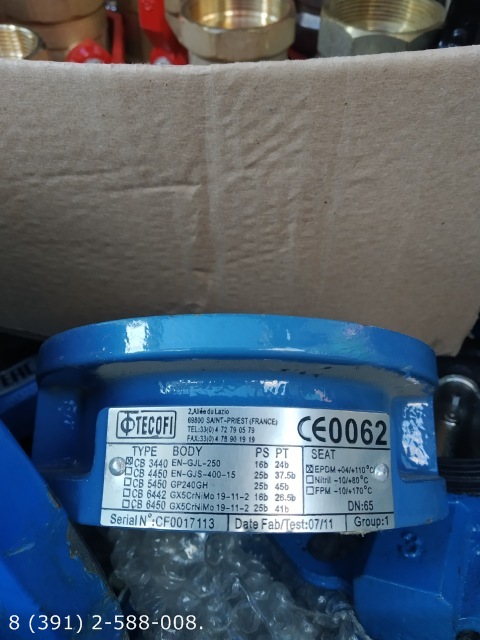 TECOFI
2, Allée du Lazio
69800 SAINT-PRIEST (FRANCE)
TEL:33(0)4 72 79 05 79
FAX:33(0)4 78 90 19 19
CE0062
TYPE BODY PS PT SEAT
CB 3440 EN-GJL-250 16b 24b EPDM +04/+110°C
CB 4450 EN-GJS-400-15 25b 37.5b Nitril -10/+80°C
CB 5450 GP240GH 25b 45b FPM -10/+170°C
CB 6442 GX5CrNiMo 19-11-2 16b 26.5b
CB 6450 GX5CrNiMo 19-11-2 25b 41b DN:65
Serial N°:CF0017113 Date Fab/Test:07/11 Group:1
8 (391) 2-588-008.